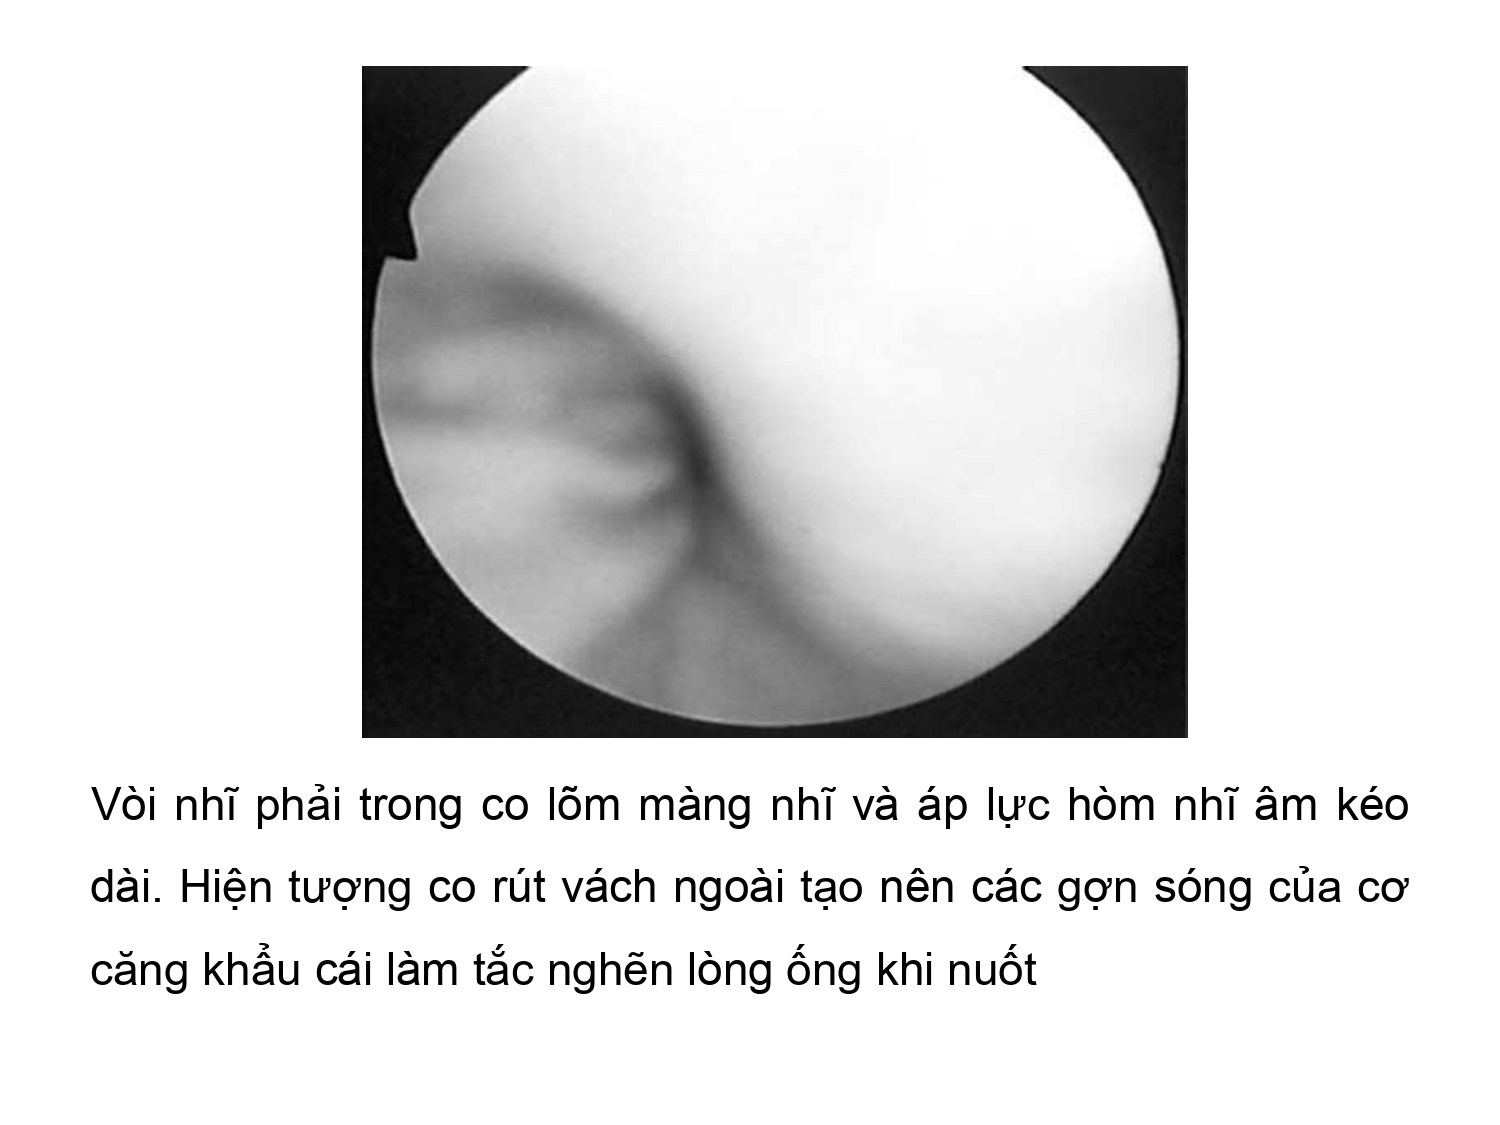 Vòi nhĩ phải trong co lõm màng nhĩ và áp lực hòm nhĩ âm kéo
dài. Hiện tượng co rút vách ngoài tạo nên các gợn sóng của cơ
căng khẩu cái làm tắc nghẽn lòng ống khi nuốt